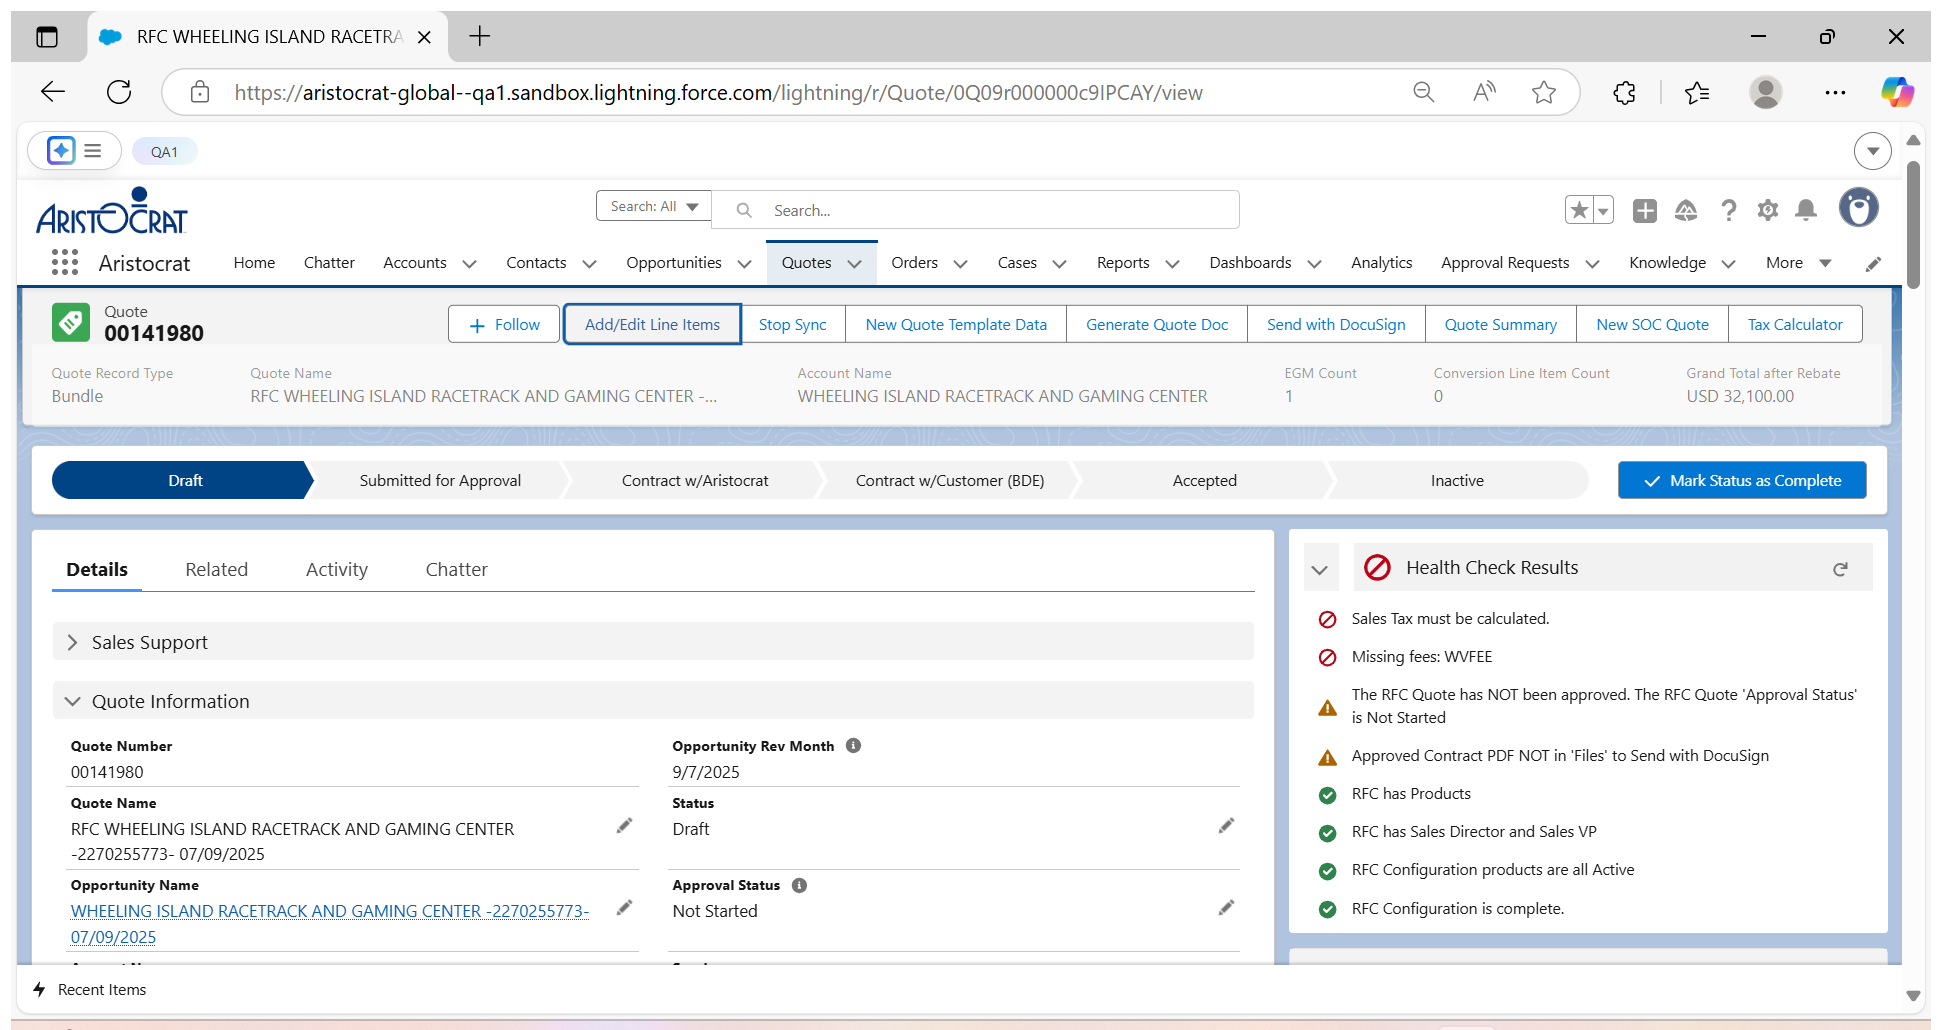 RFC WHEELING ISLAND RACETRA
https://aristocrat-global--qa1.sandbox.lightning.force.com/lightning/r/Quote/0Q09r000000c9IPCAY/view
QA1
ARISTOCRAT
Search: All
Search...
Aristocrat
Home
Chatter
Accounts
Contacts
Opportunities
Quotes
Orders
Cases
Reports
Dashboards
Analytics
Approval Requests
Knowledge
More
Quote
00141980
Follow
Add/Edit Line Items
Stop Sync
New Quote Template Data
Generate Quote Doc
Send with DocuSign
Quote Summary
New SOC Quote
Tax Calculator
Quote Record Type
Bundle
Quote Name
RFC WHEELING ISLAND RACETRACK AND GAMING CENTER -...
Account Name
WHEELING ISLAND RACETRACK AND GAMING CENTER
EGM Count
1
Conversion Line Item Count
0
Grand Total after Rebate
USD 32,100.00
Draft
Submitted for Approval
Contract w/Aristocrat
Contract w/Customer (BDE)
Accepted
Inactive
Mark Status as Complete
Details
Related
Activity
Chatter
Sales Support
Quote Information
Quote Number
00141980
Opportunity Rev Month
9/7/2025
Quote Name
RFC WHEELING ISLAND RACETRACK AND GAMING CENTER
-2270255773- 07/09/2025
Status
Draft
Opportunity Name
WHEELING ISLAND RACETRACK AND GAMING CENTER -2270255773-
07/09/2025
Approval Status
Not Started
Health Check Results
Sales Tax must be calculated.
Missing fees: WVFEE
The RFC Quote has NOT been approved. The RFC Quote 'Approval Status'
is Not Started
Approved Contract PDF NOT in 'Files' to Send with DocuSign
RFC has Products
RFC has Sales Director and Sales VP
RFC Configuration products are all Active
RFC Configuration is complete.
Recent Items